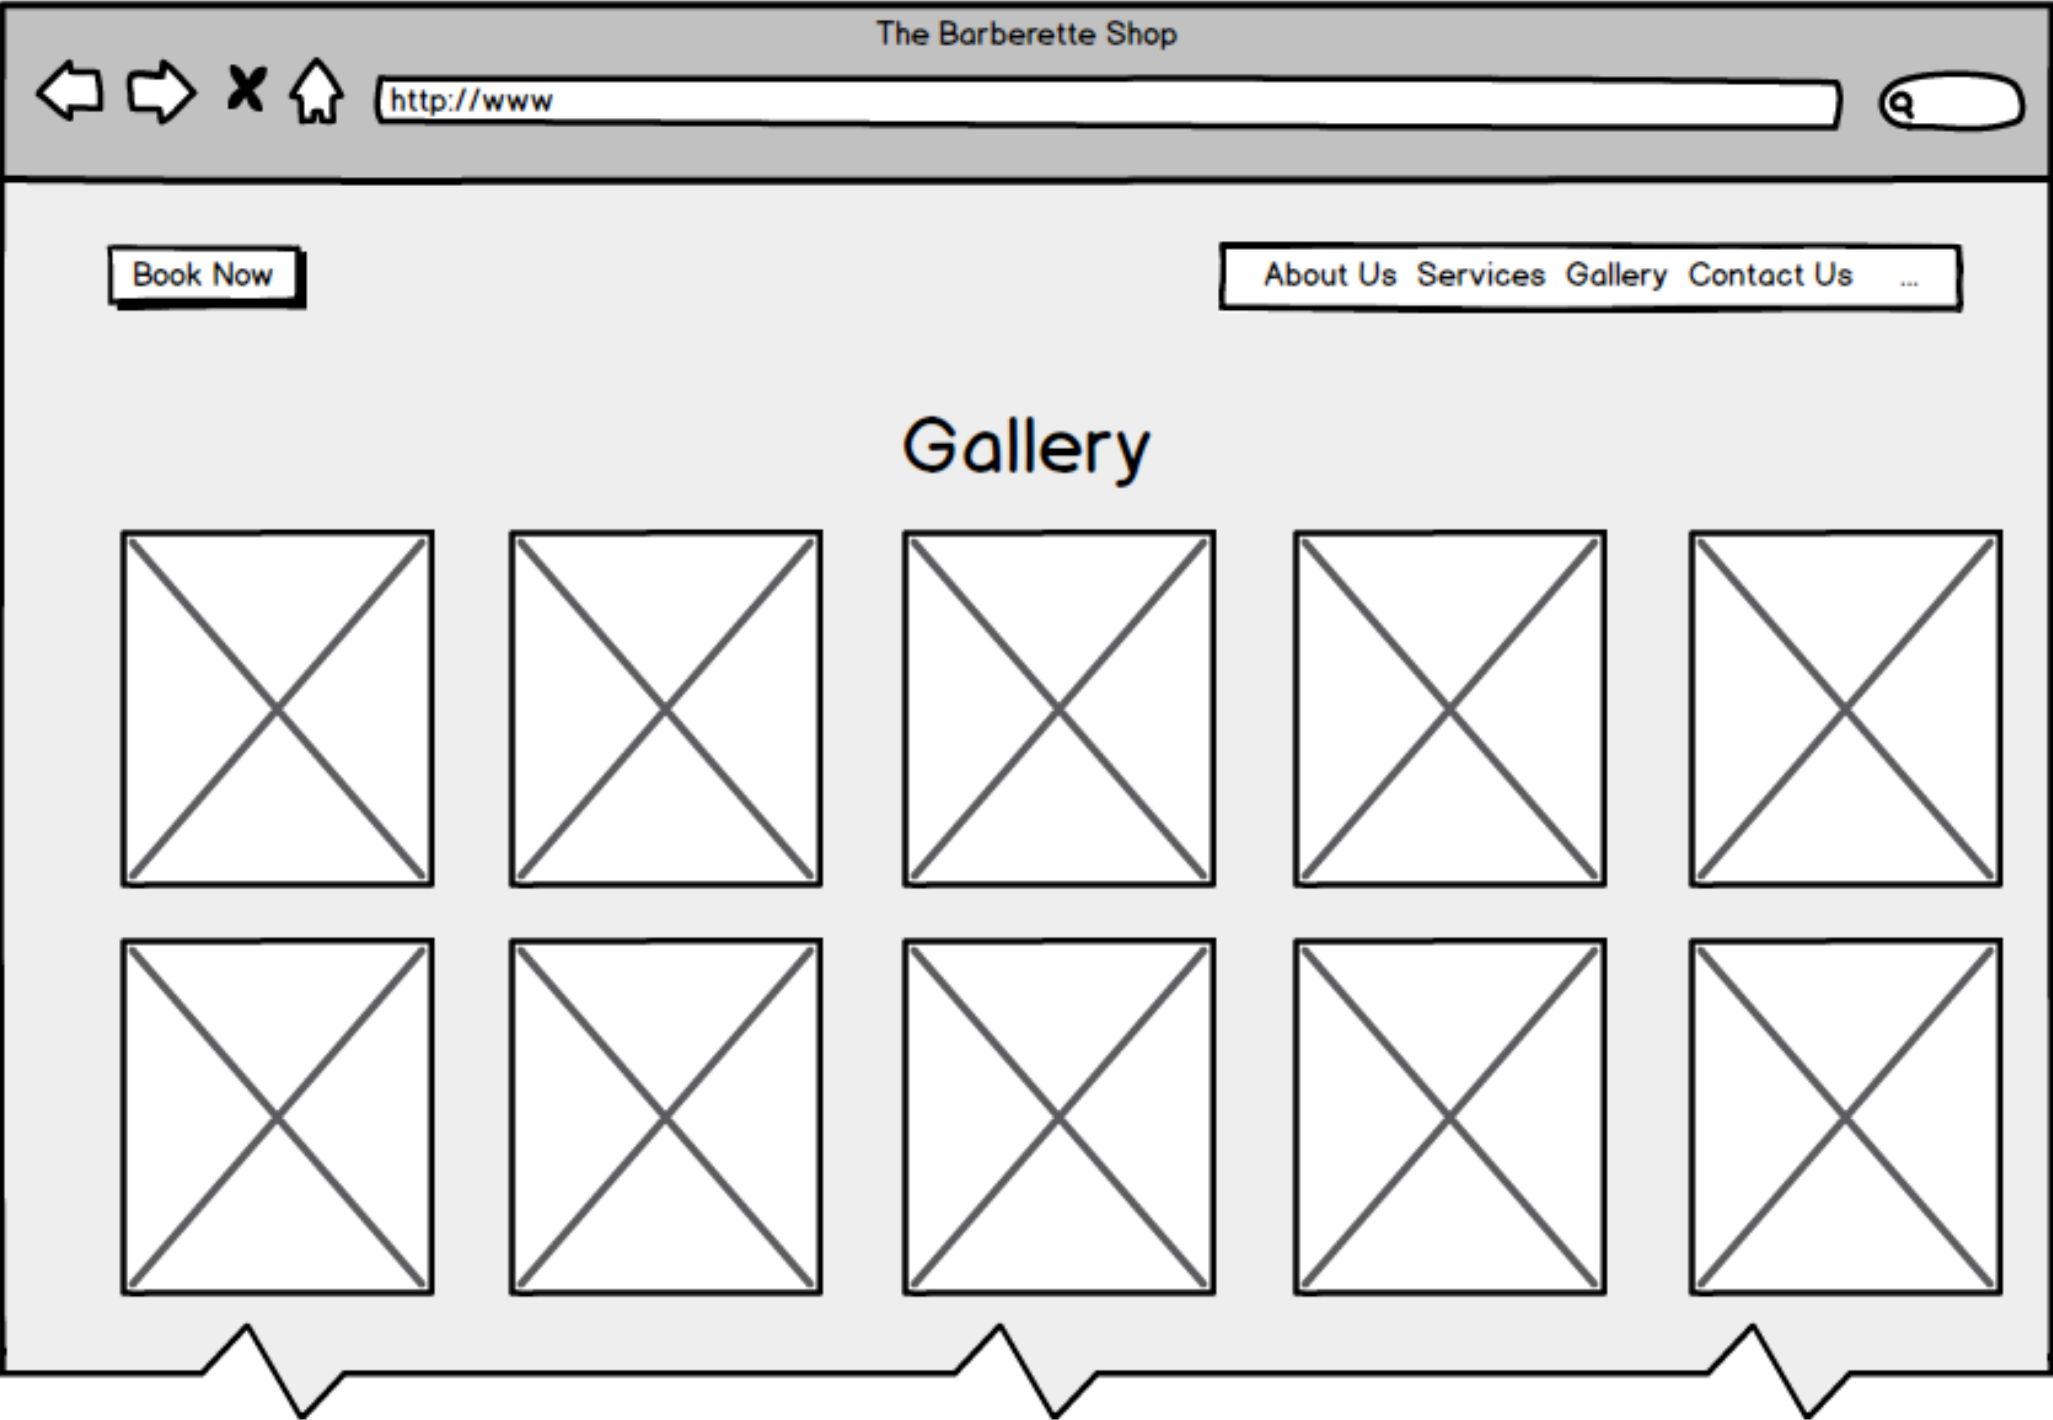 The Barberette Shop
http://www
Book Now
About Us Services Gallery Contact Us ...
Gallery